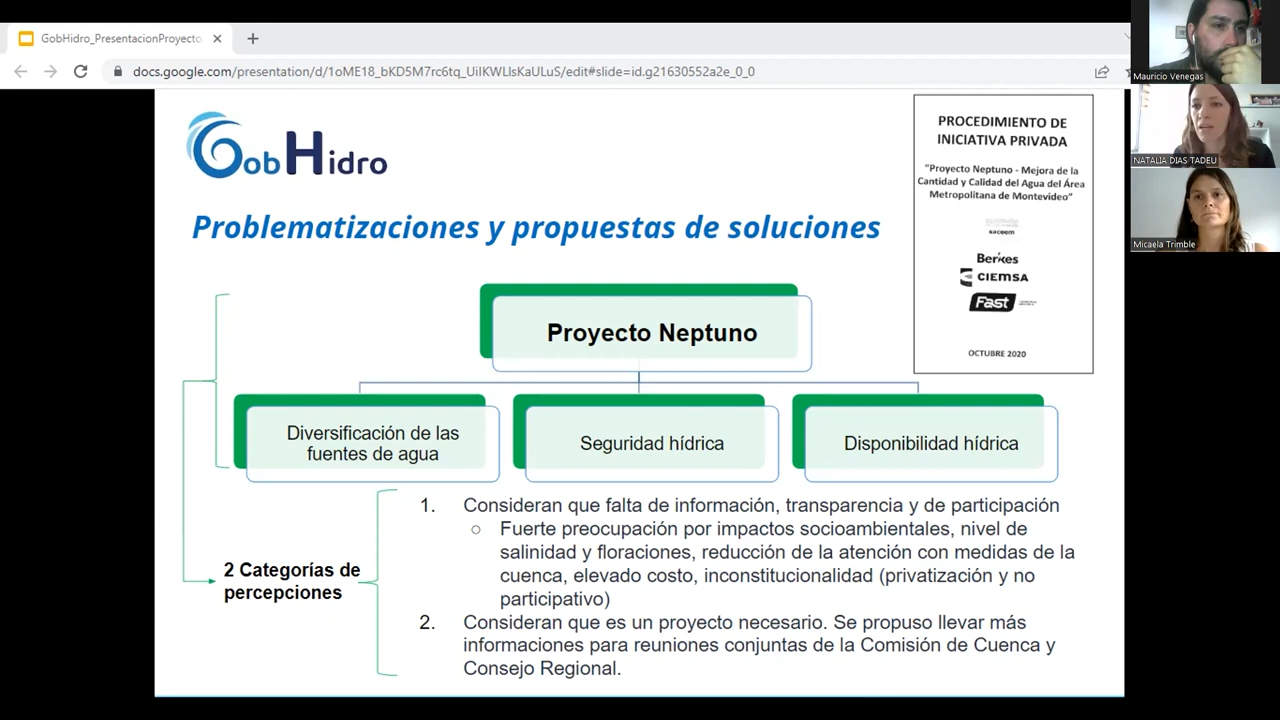 GobHidro_PresentacionProyecto
docs.google.com/presentation/d/1oME18_bKD5M7rc6tq_UiIKWLlsKaULuS/edit#slide=id.g21630552a2e_0_0
Mauricio Venegas
NATALIA DIAS TADEU
Micaela Trimble
GobHidro
Problematizaciones y propuestas de soluciones
PROCEDIMIENTO DE
INICIATIVA PRIVADA
“Proyecto Neptuno - Mejora de la
Cantidad y Calidad del Agua del Área
Metropolitana de Montevideo”
saceem
Berkes
CIEMSA
Fast
OCTUBRE 2020
Proyecto Neptuno
Diversificación de las
fuentes de agua
Seguridad hídrica
Disponibilidad hídrica
2 Categorías de
percepciones
1. Consideran que falta de información, transparencia y de participación
○ Fuerte preocupación por impactos socioambientales, nivel de
salinidad y floraciones, reducción de la atención con medidas de la
cuenca, elevado costo, inconstitucionalidad (privatización y no
participativo)
2. Consideran que es un proyecto necesario. Se propuso llevar más
informaciones para reuniones conjuntas de la Comisión de Cuenca y
Consejo Regional.